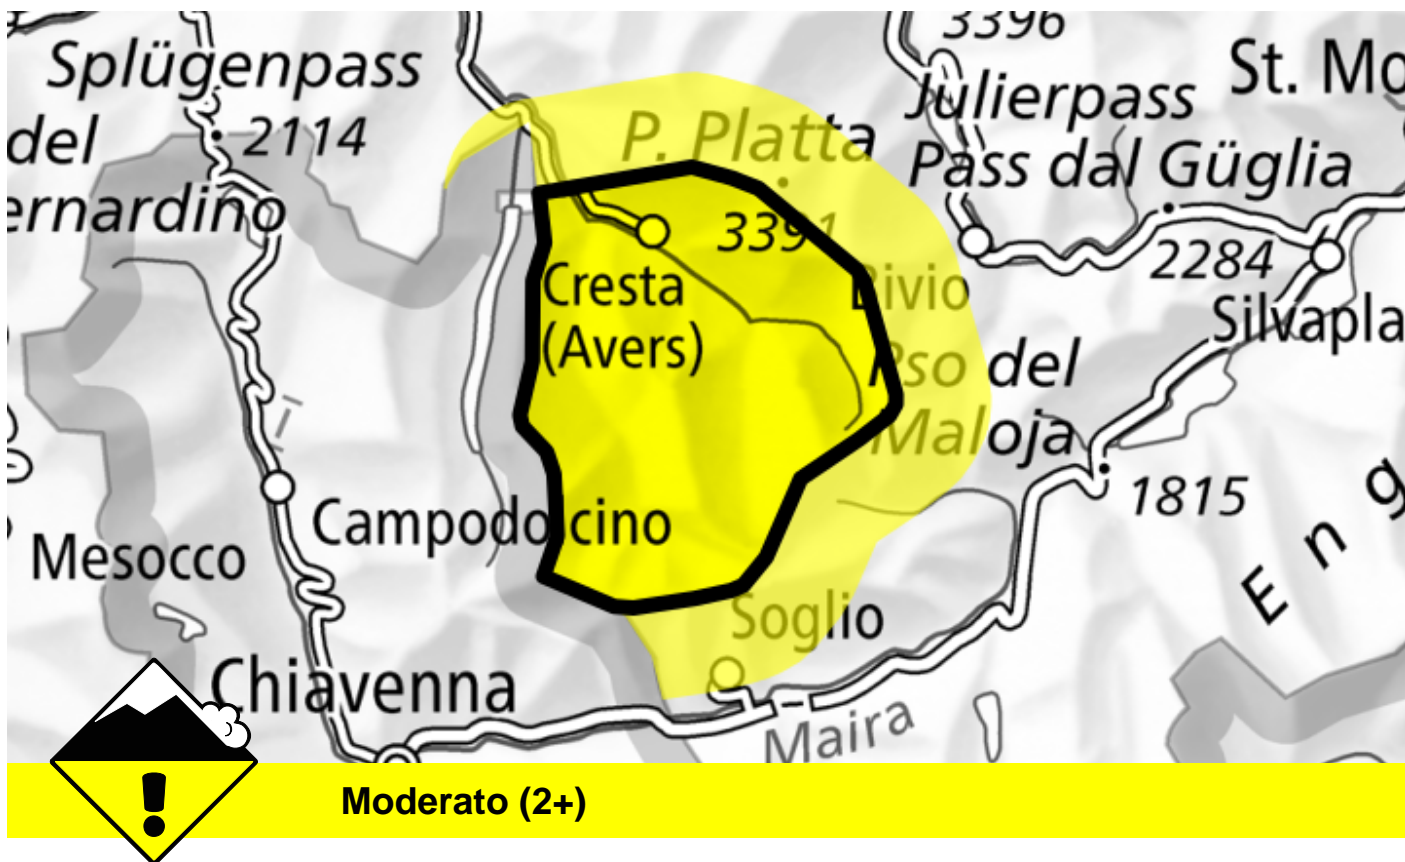 3396
Splügenpass
St. Mo
Julierpass
del
2114
P. Platta
Pass dal Güglia
ernardino
3391
2284
Cresta
(Avers)
Bivio
Silvapla
Pso del
Maloja
1815
E n g
Campodolcino
Mesocco
Soglio
Chiavenna
Maira
!
Moderato (2+)